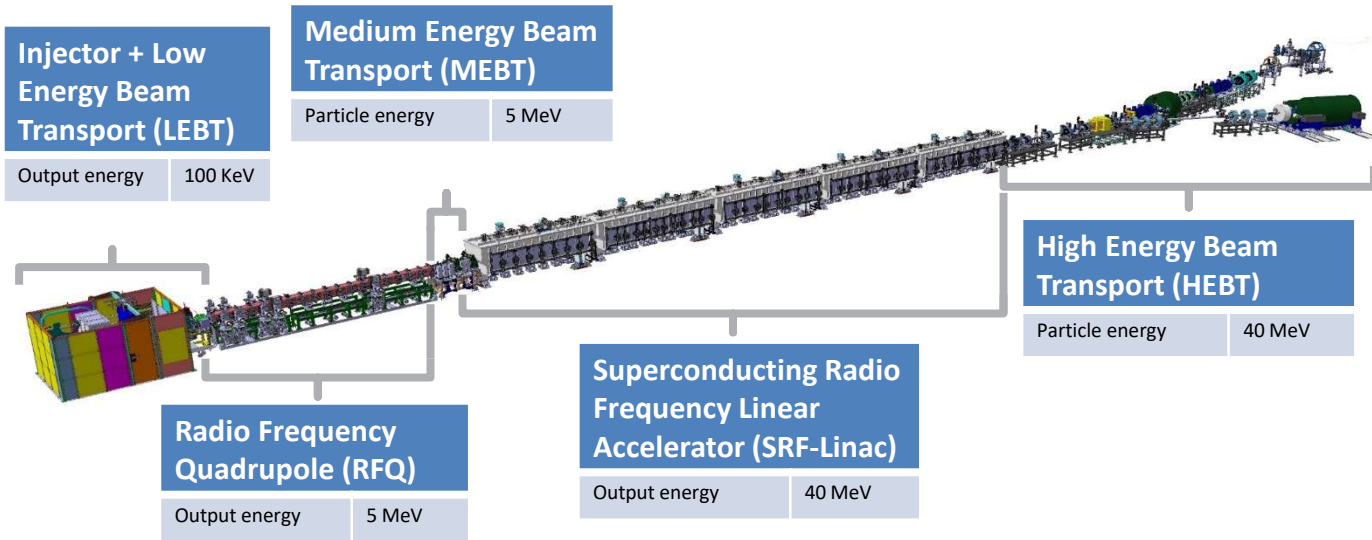 Injector + Low
Energy Beam
Transport (LEBT)
Output energy 100 KeV
Medium Energy Beam
Transport (MEBT)
Particle energy 5 MeV
High Energy Beam
Transport (HEBT)
Particle energy 40 MeV
Superconducting Radio
Frequency Linear
Accelerator (SRF-Linac)
Output energy 40 MeV
Radio Frequency
Quadrupole (RFQ)
Output energy 5 MeV